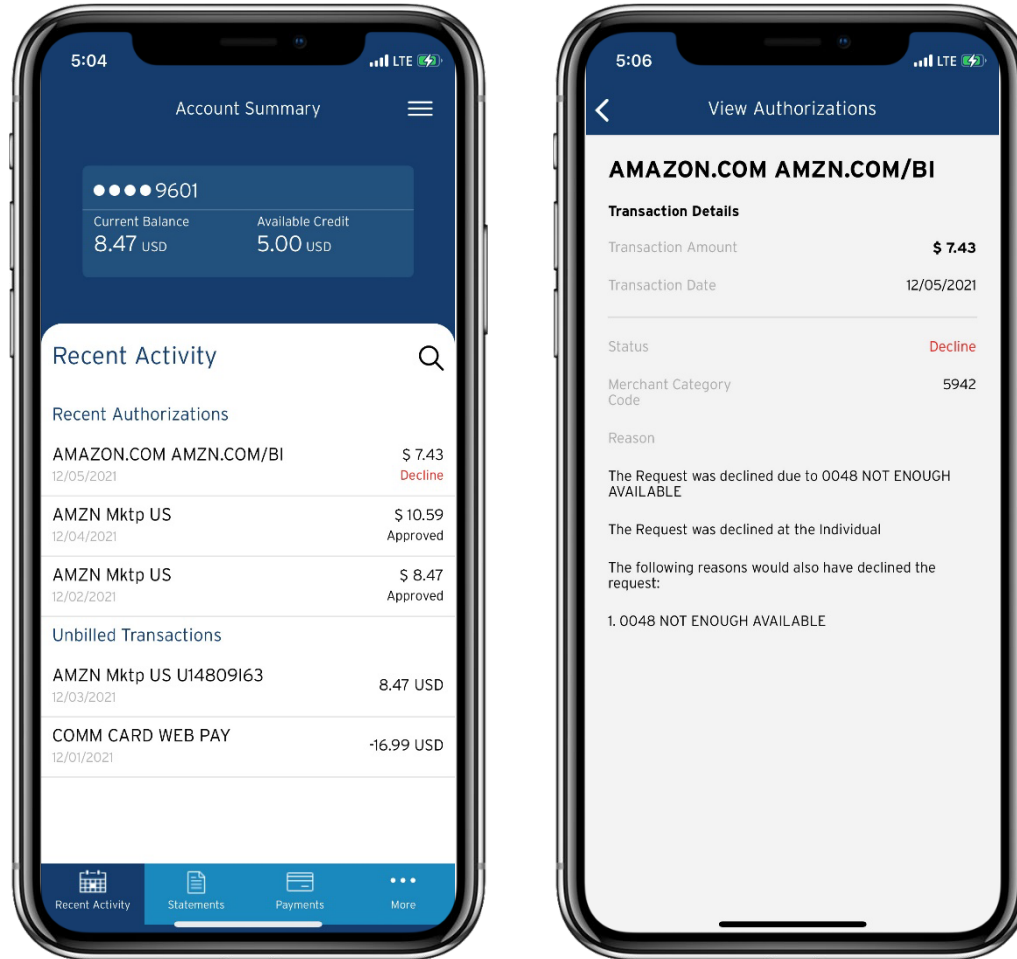 5:04
LTE
Account Summary
●●●● 9601
Current Balance
Available Credit
8.47 USD
5.00 USD
Recent Activity
Recent Authorizations
AMAZON.COM AMZN.COM/BI
$ 7.43
12/05/2021
Decline
AMZN Mktp US
$ 10.59
12/04/2021
Approved
AMZN Mktp US
$ 8.47
12/02/2021
Approved
Unbilled Transactions
AMZN Mktp US U14809I63
8.47 USD
12/03/2021
COMM CARD WEB PAY
-16.99 USD
12/01/2021
Recent Activity
Statements
Payments
More
5:06
LTE
View Authorizations
AMAZON.COM AMZN.COM/BI
Transaction Details
Transaction Amount
$ 7.43
Transaction Date
12/05/2021
Status
Decline
Merchant Category
Code
5942
Reason
The Request was declined due to 0048 NOT ENOUGH
AVAILABLE
The Request was declined at the Individual
The following reasons would also have declined the
request:
1. 0048 NOT ENOUGH AVAILABLE